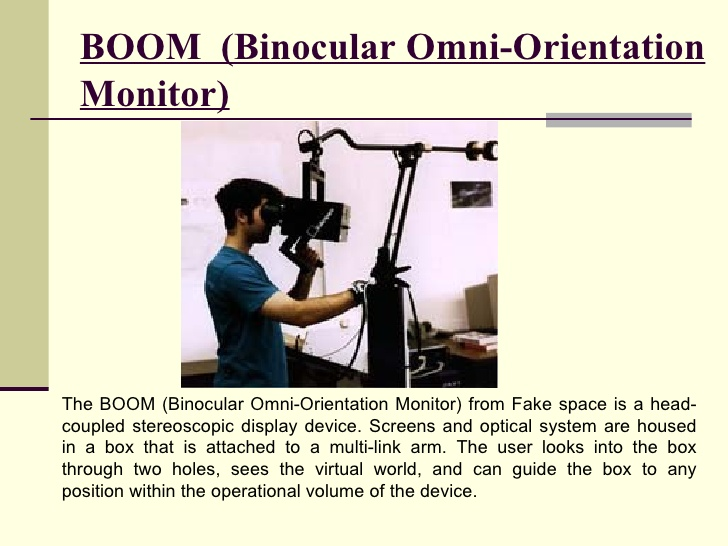 BOOM  (Binocular Omni-Orientation
Monitor)
The BOOM (Binocular Omni-Orientation Monitor) from Fake space is a head-
coupled stereoscopic display device. Screens and optical system are housed
in a box that is attached to a multi-link arm. The user looks into the box
through two holes, sees the virtual world, and can guide the box to any
position within the operational volume of the device.